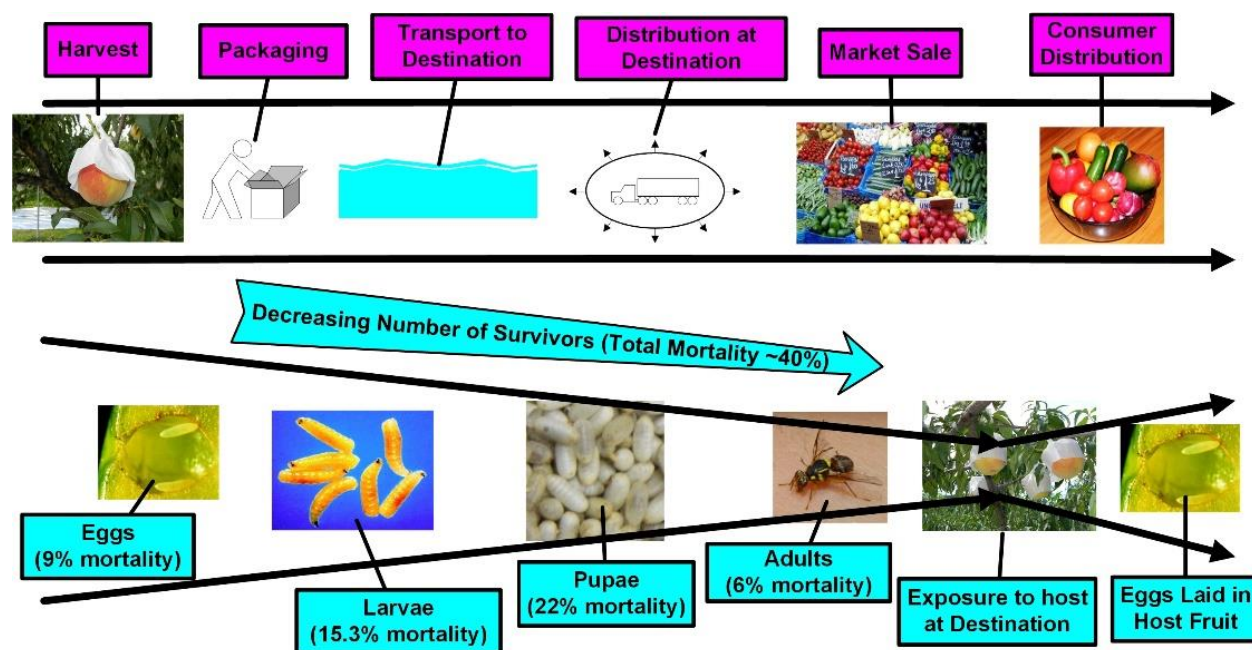 Harvest
Packaging
Transport to
Destination
Distribution at
Destination
Market Sale
Consumer
Distribution
Decreasing Number of Survivors (Total Mortality ~40%)
Eggs
(9% mortality)
Larvae
(15.3% mortality)
Pupae
(22% mortality)
Adults
(6% mortality)
Exposure to host
at Destination
Eggs Laid in
Host Fruit